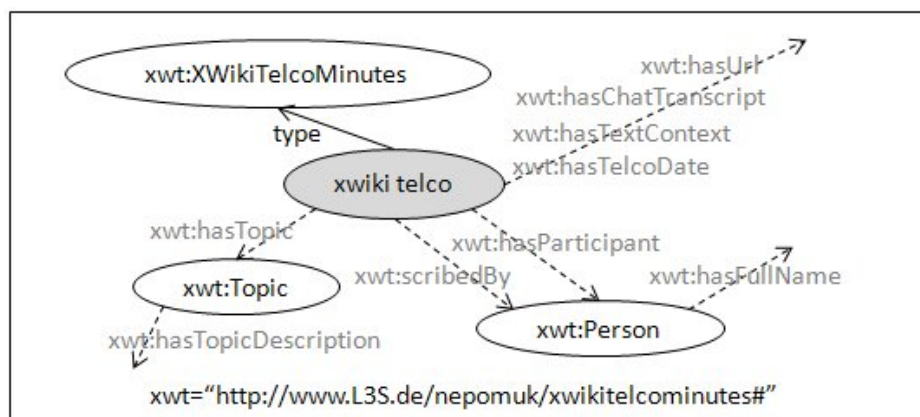 xwt:XWikiTelcoMinutes
xwt:hasUrl
xwt:hasChatTranscript
type
xwt:hasTextContext
xwt:hasTelcoDate
xwiki telco
xwt:hasTopic
xwt:hasParticipant
xwt:scribedBy
xwt:hasFullName
xwt:Topic
xwt:Person
xwt:hasTopicDescription
xwt=“http://www.L3S.de/nepomuk/xwikitelcominutes#”